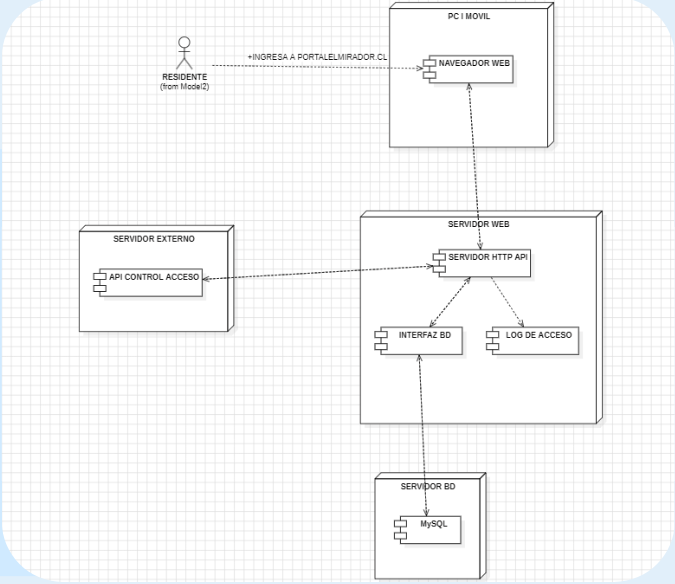 PC I MOVIL
+INGRESA A PORTALELMIRADOR.CL
NAVEGADOR WEB
RESIDENTE
(from Model2)
SERVIDOR WEB
SERVIDOR EXTERNO
SERVIDOR HTTP API
API CONTROL ACCESO
INTERFAZ BD
LOG DE ACCESO
SERVIDOR BD
MySQL